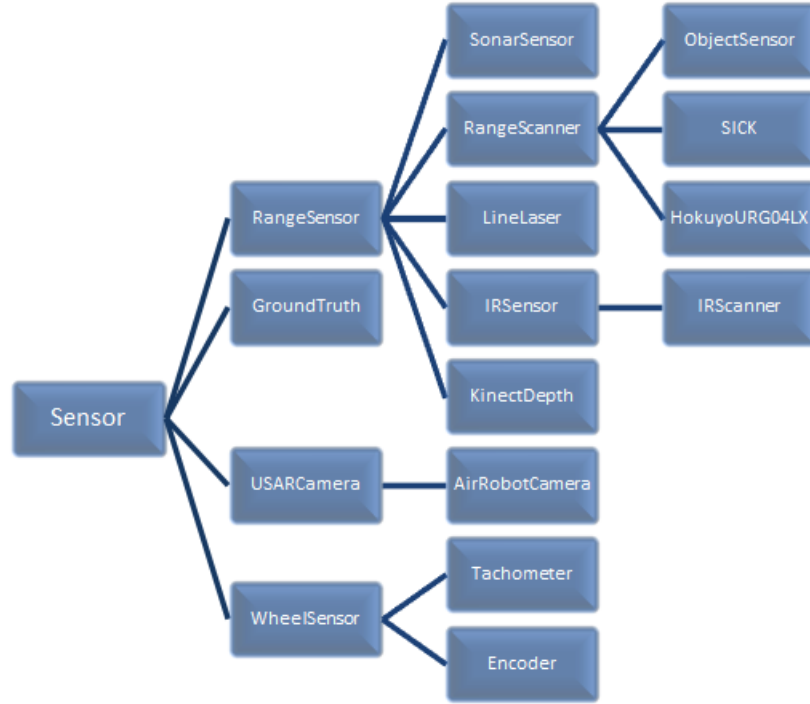 SonarSensor
ObjectSensor
RangeScanner
SICK
RangeSensor
LineLaser
HokuyoURG04LX
GroundTruth
IRSensor
IRScanner
Sensor
KinectDepth
USARCamera
AirRobotCamera
Tachometer
WheelSensor
Encoder